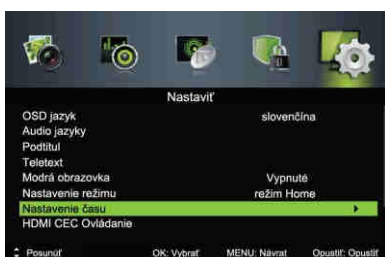 Nastaviť
OSD jazyk slovenčina
Audio jazyky
Podtitul
Teletext
Modrá obrazovka Vypnuté
Nastavenie režimu režim Home
Nastavenie času
HDMI CEC Ovládanie
Posunúť OK: Vybrať MENU: Návrat Opustiť: Opustiť